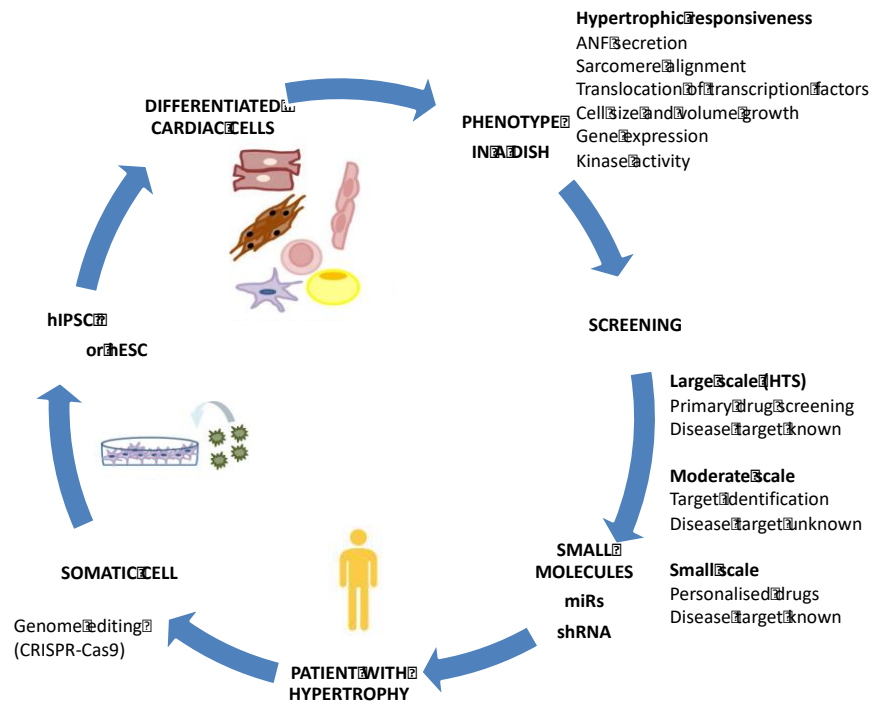 Hypertrophic responsiveness
ANF secretion
Sarcomere alignment
Translocation of transcription factors
Cell size and volume growth
Gene expression
Kinase activity
DIFFERENTIATED
CARDIAC CELLS
PHENOTYPE
IN A DISH
hIPSC
or hESC
SCREENING
Large scale (HTS)
Primary drug screening
Disease target known
Moderate scale
Target identification
Disease target unknown
Small scale
Personalised drugs
Disease target known
SMALL
MOLECULES
miRs
shRNA
SOMATIC CELL
Genome editing
(CRISPR-Cas9)
PATIENT WITH
HYPERTROPHY